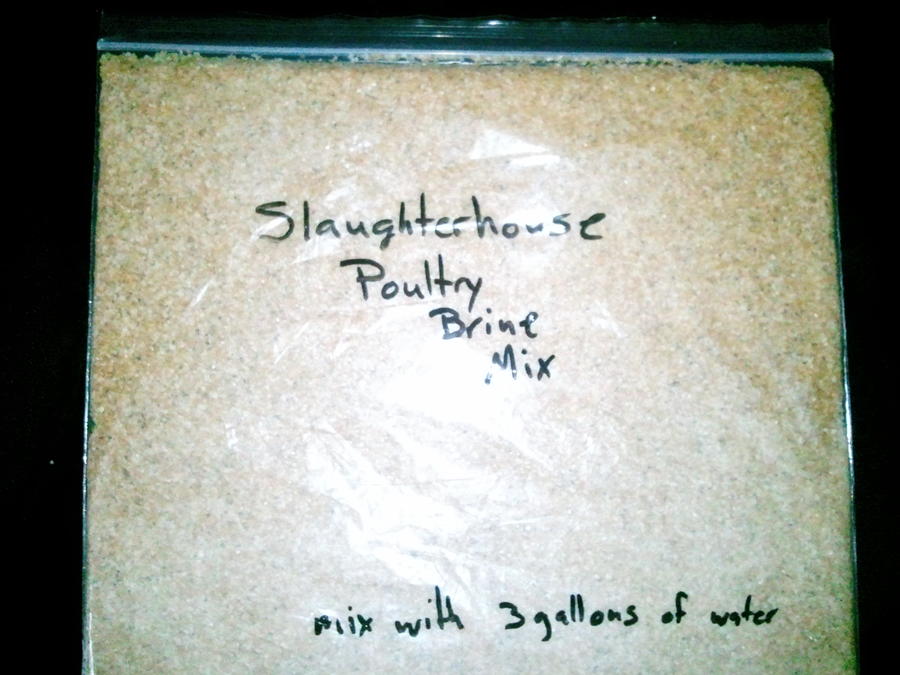 Slaughterhouse
Poultry
Brine
Mix
mix with 3 gallons of water